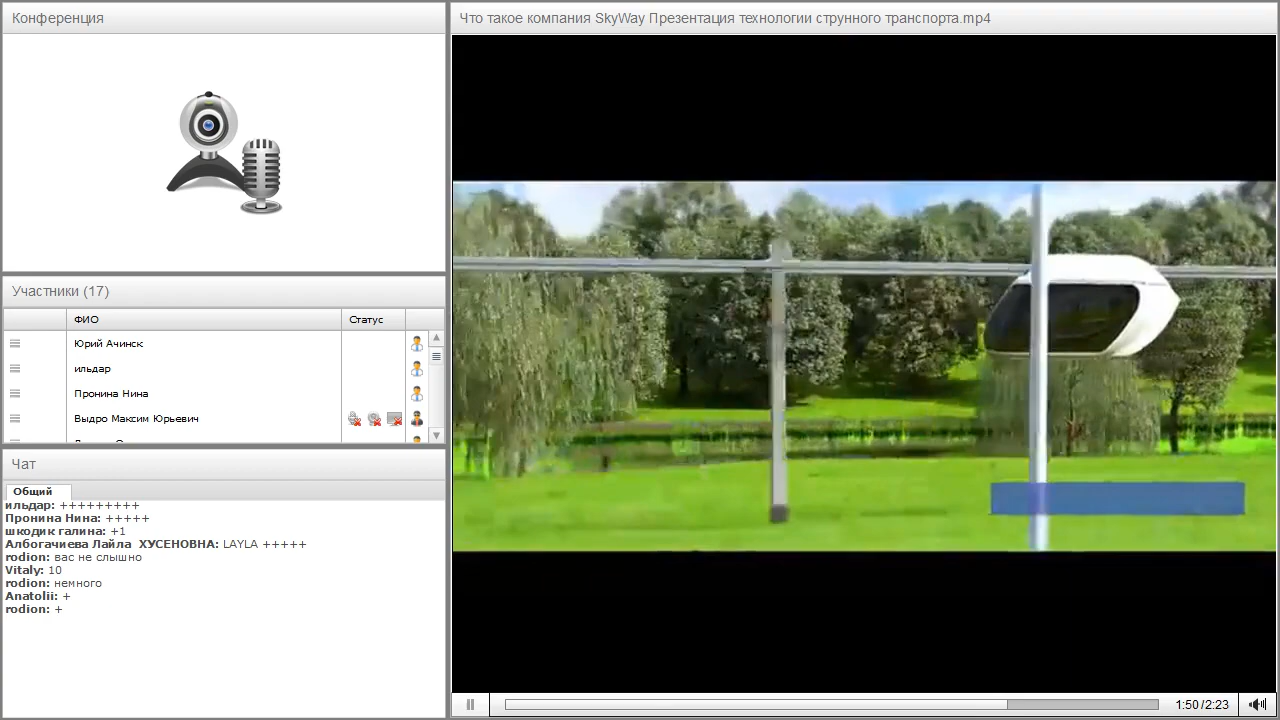 Конференция
Что такое компания SkyWay Презентация технологии струнного транспорта.mp4
Участники (17)
ФИО Статус
Юрий Ачинск
ильдар
Пронина Нина
Выдро Максим Юрьевич
Чат
Общий
ильдар: +++++++++
Пронина Нина: +++++
шкодик галина: +1
Албогачиева Лайла ХУСЕНОВНА: LAYLA +++++
rodion: вас не слышно
Vitaly: 10
rodion: немного
Anatolii: +
rodion: +
1:50/2:23